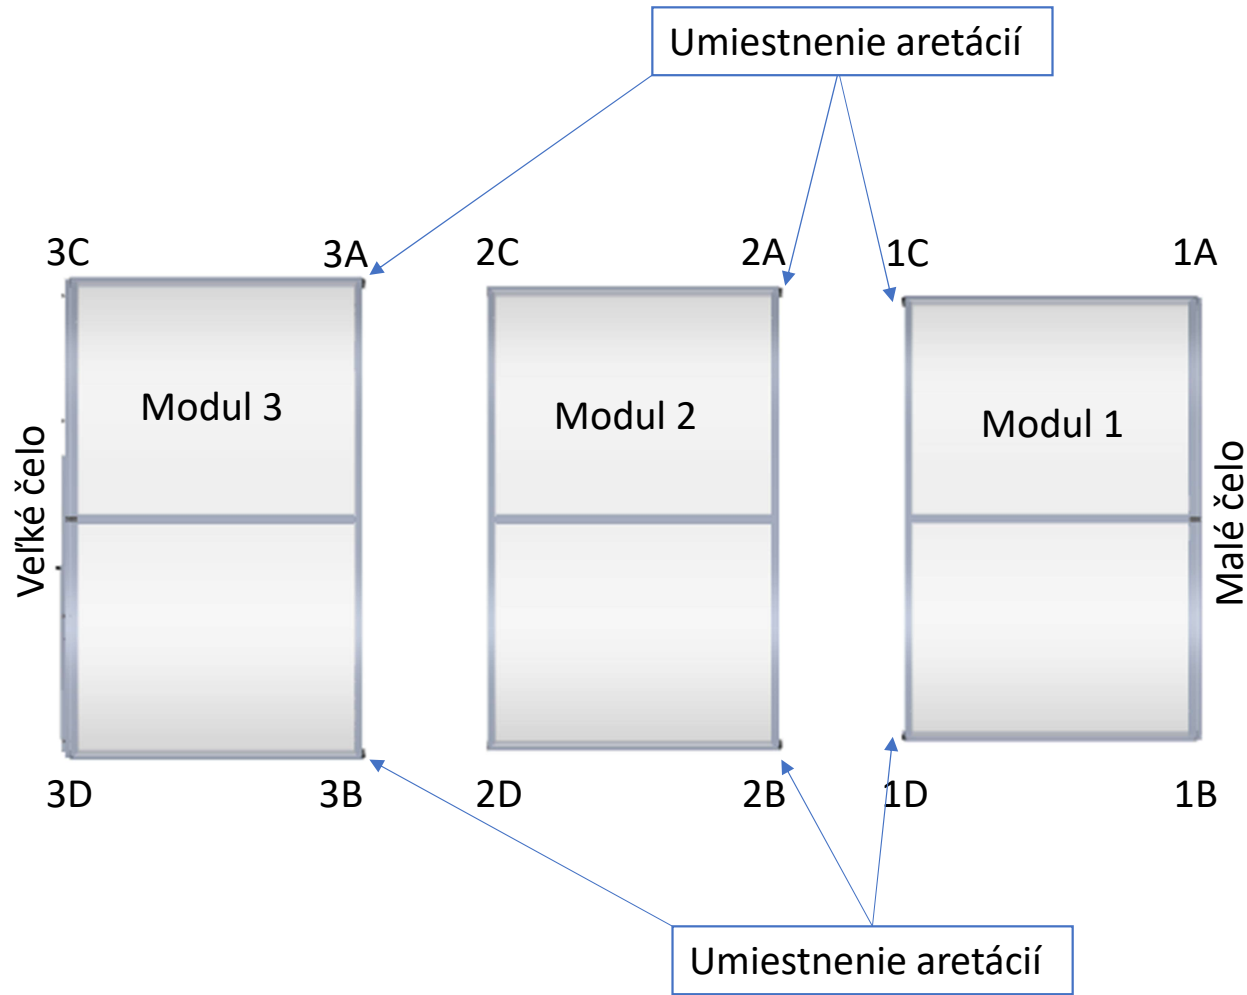 Umiestnenie aretácií
3C 3A 2C 2A 1C 1A
Modul 3 Modul 2 Modul 1
Veľké čelo
Malé čelo
3D 3B 2D 2B 1D 1B
Umiestnenie aretácií